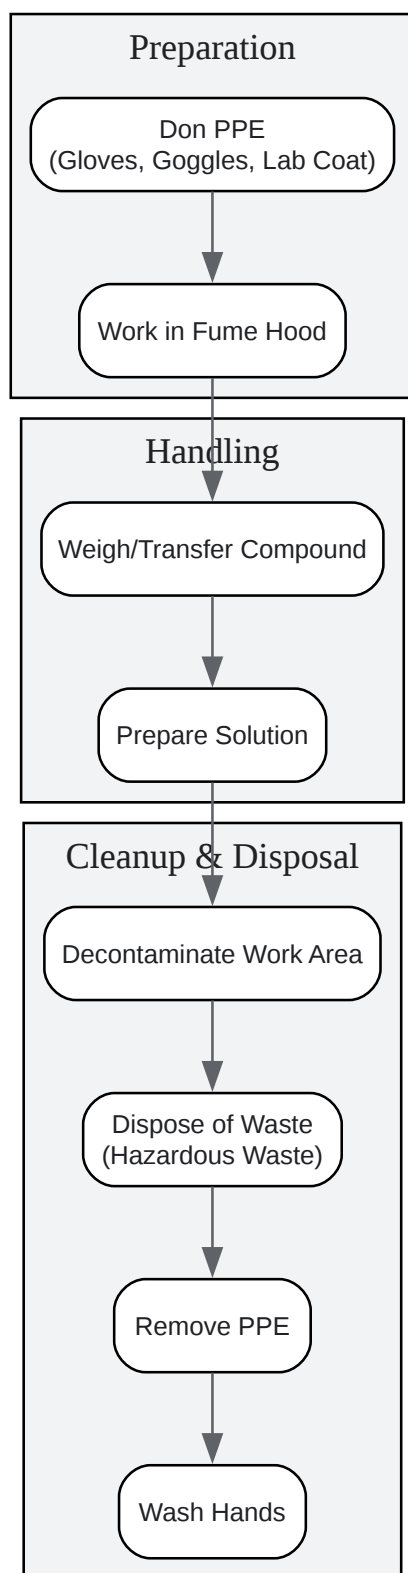 Preparation
Don PPE
(Gloves, Goggles, Lab Coat)
Work in Fume Hood
Handling
Weigh/Transfer Compound
Prepare Solution
Cleanup & Disposal
Decontaminate Work Area
Dispose of Waste
(Hazardous Waste)
Remove PPE
Wash Hands